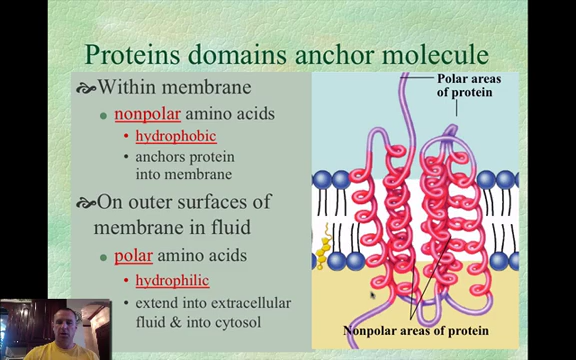 Proteins domains anchor molecule
Within membrane
nonpolar amino acids
hydrophobic
anchors protein
into membrane
On outer surfaces of
membrane in fluid
polar amino acids
hydrophilic
extend into extracellular
fluid & into cytosol
Polar areas
of protein
Nonpolar areas of protein